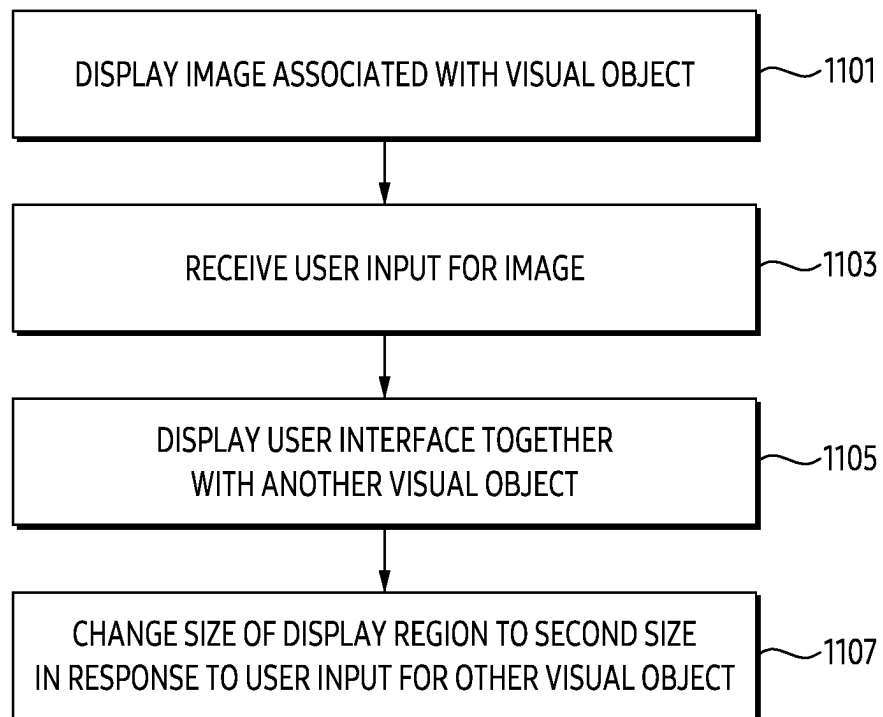 DISPLAY IMAGE ASSOCIATED WITH VISUAL OBJECT
1101
RECEIVE USER INPUT FOR IMAGE
1103
DISPLAY USER INTERFACE TOGETHER
WITH ANOTHER VISUAL OBJECT
1105
CHANGE SIZE OF DISPLAY REGION TO SECOND SIZE
IN RESPONSE TO USER INPUT FOR OTHER VISUAL OBJECT
1107